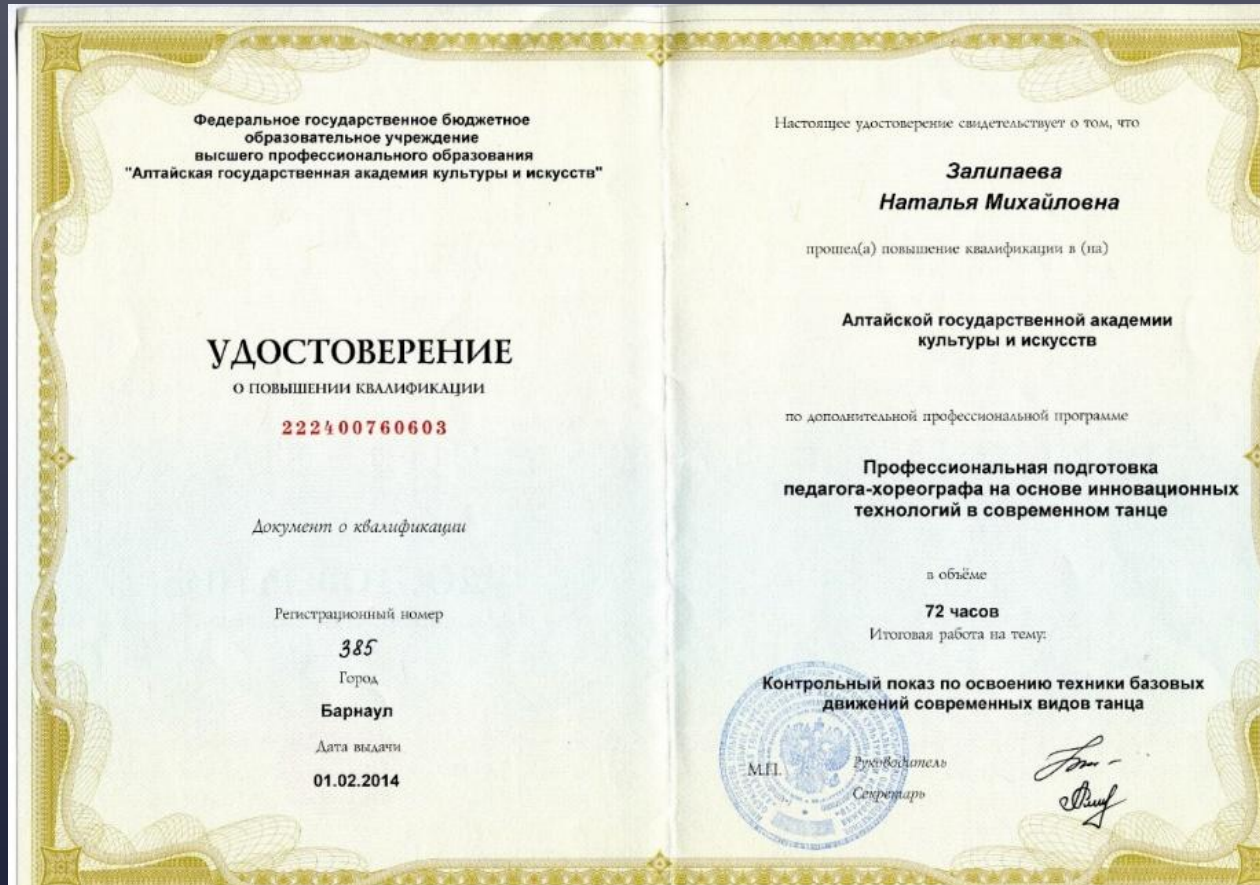 Федеральное государственное бюджетное
образовательное учреждение
высшего профессионального образования
"Алтайская государственная академия культуры и искусств"
УДОСТОВЕРЕНИЕ
О ПОВЫШЕНИИ КВАЛИФИКАЦИИ
222400760603
Документ о квалификации
Регистрационный номер
385
Город
Барнаул
Дата выдачи
01.02.2014
Настоящее удостоверение свидетельствует о том, что
Залипаева
Наталья Михайловна
прошел(а) повышение квалификации в (на)
Алтайской государственной академии
культуры и искусств
по дополнительной профессиональной программе
Профессиональная подготовка
педагога-хореографа на основе инновационных
технологий в современном танце
в объёме
72 часов
Итоговая работа на тему:
Контрольный показ по освоению техники базовых
движений современных видов танца
М.П.
Руководитель
Секретарь